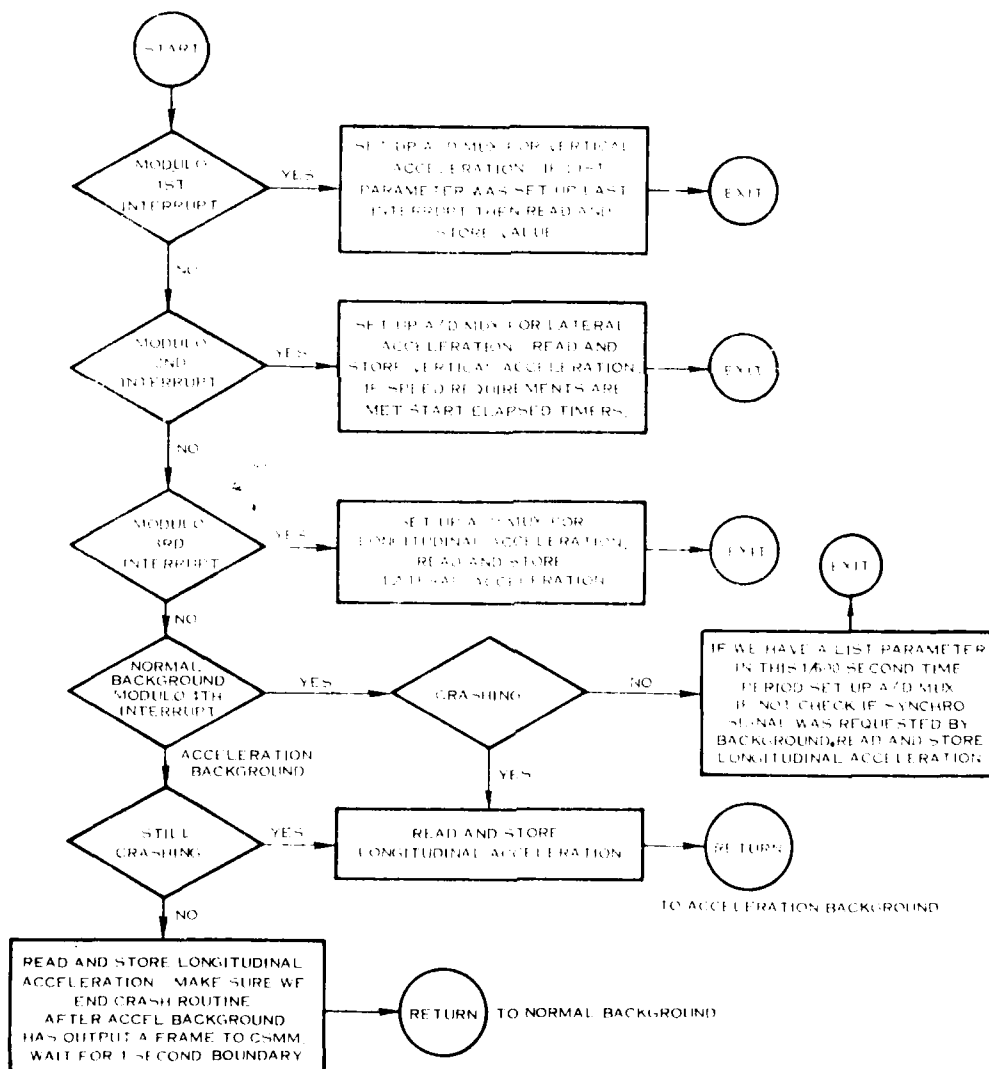 START
MODULO
1ST
INTERRUPT
YES
SET UP A/D MUX FOR VERTICAL
ACCELERATION. IF LIST
PARAMETER WAS SET UP LAST
INTERRUPT THEN READ AND
STORE VALUE
EXIT
NO
MODULO
2ND
INTERRUPT
YES
SET UP A/D MUX FOR LATERAL
ACCELERATION. READ AND
STORE VERTICAL ACCELERATION.
IF SPEED REQUIREMENTS ARE
MET START ELAPSED TIMERS.
EXIT
NO
MODULO
3RD
INTERRUPT
YES
SET UP A/D MUX FOR
LONGITUDINAL ACCELERATION,
READ AND STORE
LATERAL ACCELERATION
EXIT
EXIT
NO
NORMAL
BACKGROUND
MODULO 4TH
INTERRUPT
YES
CRASHING
NO
IF WE HAVE A LIST PARAMETER
IN THIS 1/600 SECOND TIME
PERIOD SET UP A/D MUX
IF NOT CHECK IF SYNCHRO
SIGNAL WAS REQUESTED BY
BACKGROUND. READ AND STORE
LONGITUDINAL ACCELERATION
ACCELERATION
BACKGROUND
YES
STILL
CRASHING
YES
READ AND STORE
LONGITUDINAL ACCELERATION
RETURN
TO ACCELERATION BACKGROUND
NO
READ AND STORE LONGITUDINAL
ACCELERATION. MAKE SURE WE
END CRASH ROUTINE
AFTER ACCEL BACKGROUND
HAS OUTPUT A FRAME TO CSMM.
WAIT FOR 1 SECOND BOUNDARY
RETURN
TO NORMAL BACKGROUND